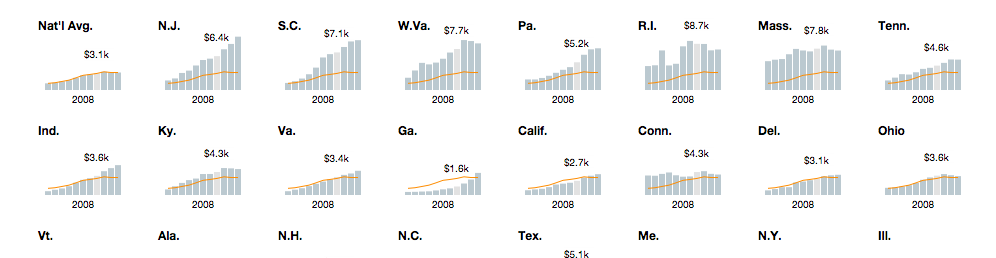 Nat'l Avg. N.J. S.C. W.Va. Pa. R.I. Mass. Tenn.
$3.1k $6.4k $7.1k $7.7k $5.2k $8.7k $7.8k $4.6k
2008 2008 2008 2008 2008 2008 2008 2008
Ind. Ky. Va. Ga. Calif. Conn. Del. Ohio
$3.6k $4.3k $3.4k $1.6k $2.7k $4.3k $3.1k $3.6k
2008 2008 2008 2008 2008 2008 2008 2008
Vt. Ala. N.H. N.C. Tex. Me. N.Y. Ill.
$5.1k